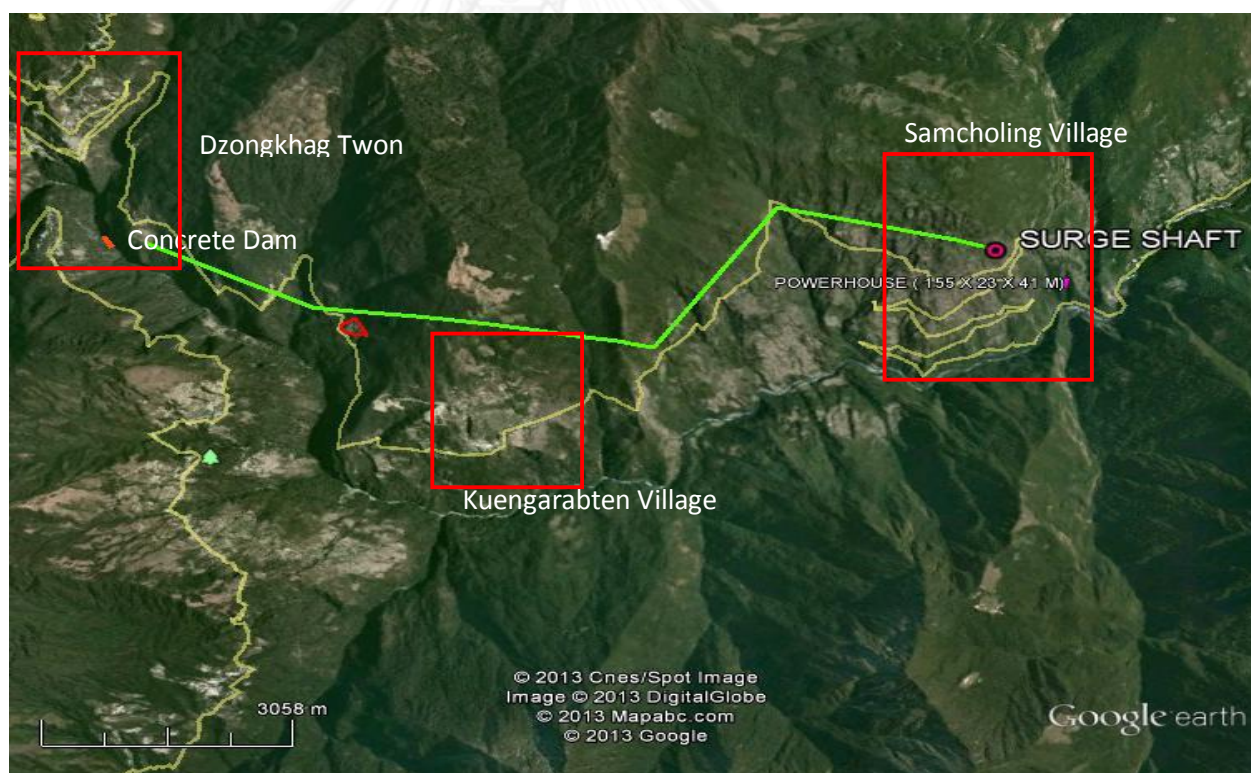 Dzongkhag Twon
Samcholing Village
Concrete Dam
SURGE SHAFT
POWERHOUSE ( 155 X 23 X 41 M)
Kuengarabten Village
3058 m
© 2013 Cnes/Spot Image
Image © 2013 DigitalGlobe
© 2013 Mapabc.com
© 2013 Google
Google earth